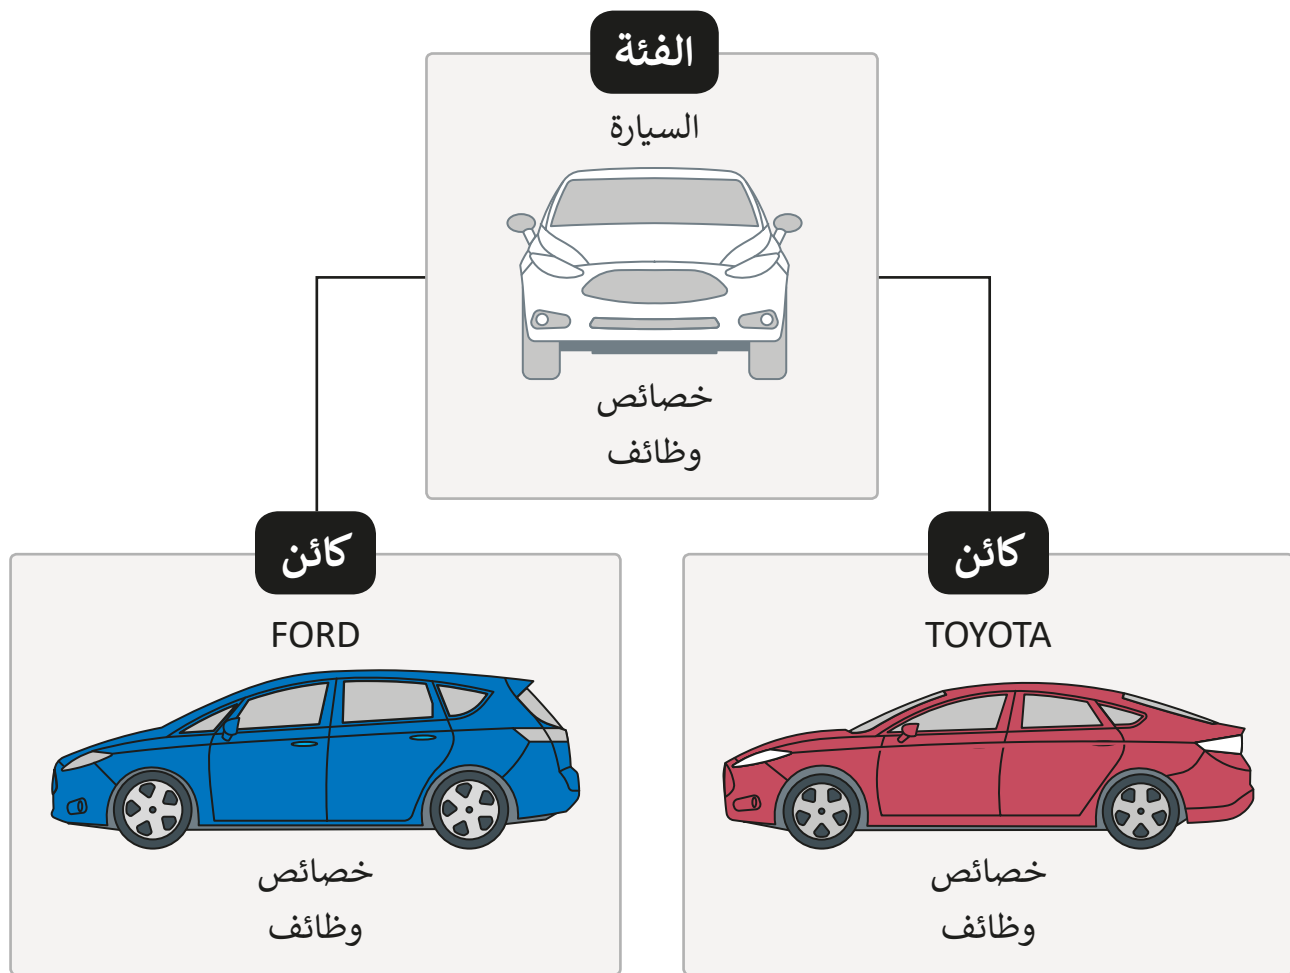 الفئة
السيارة
خصائص
وظائف
كائن
TOYOTA
خصائص
وظائف
كائن
FORD
خصائص
وظائف